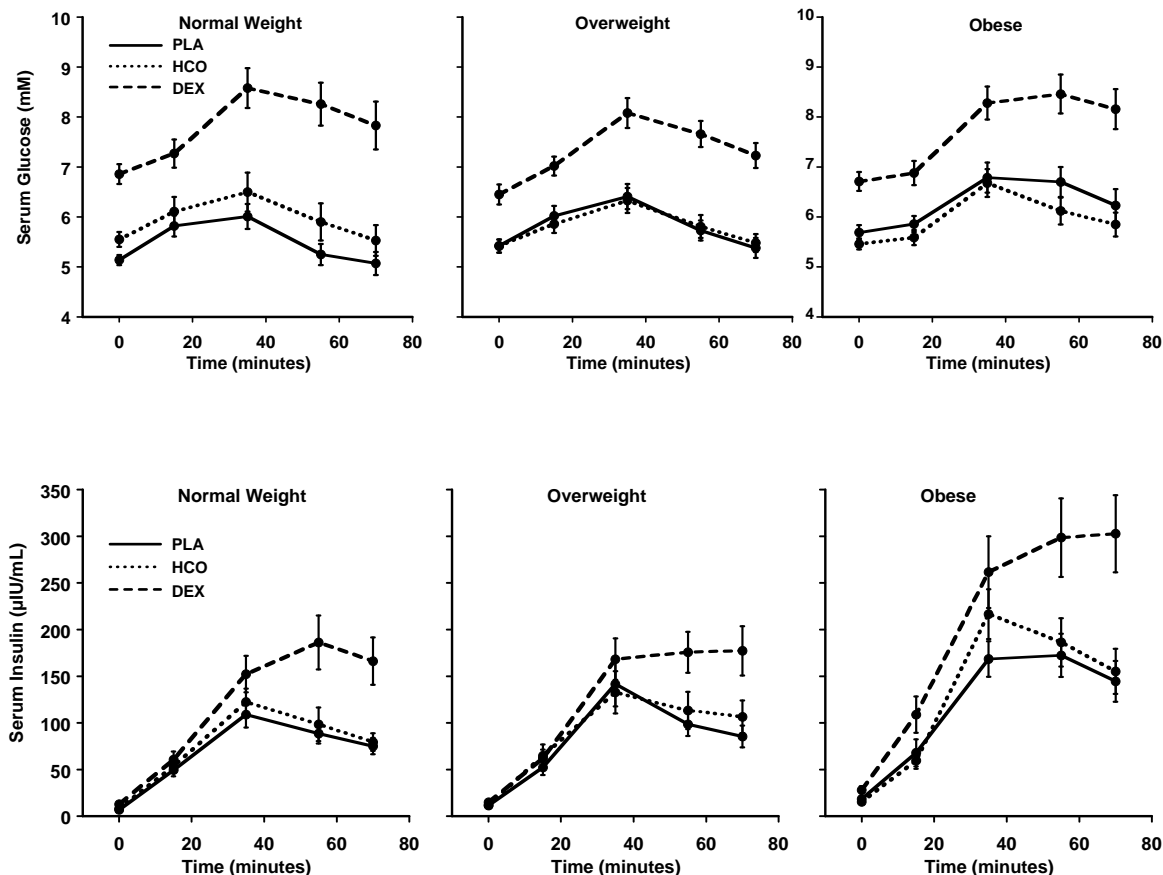 Normal Weight
PLA
HCO
DEX
Serum Glucose (mM)
10
9
8
7
6
5
4
0 20 40 60 80
Time (minutes)
Overweight
0 20 40 60 80
Time (minutes)
Obese
10
9
8
7
6
5
4
0 20 40 60 80
Time (minutes)
Normal Weight
PLA
HCO
DEX
Serum Insulin (µIU/mL)
350
300
250
200
150
100
50
0
0 20 40 60 80
Time (minutes)
Overweight
0 20 40 60 80
Time (minutes)
Obese
0 20 40 60 80
Time (minutes)